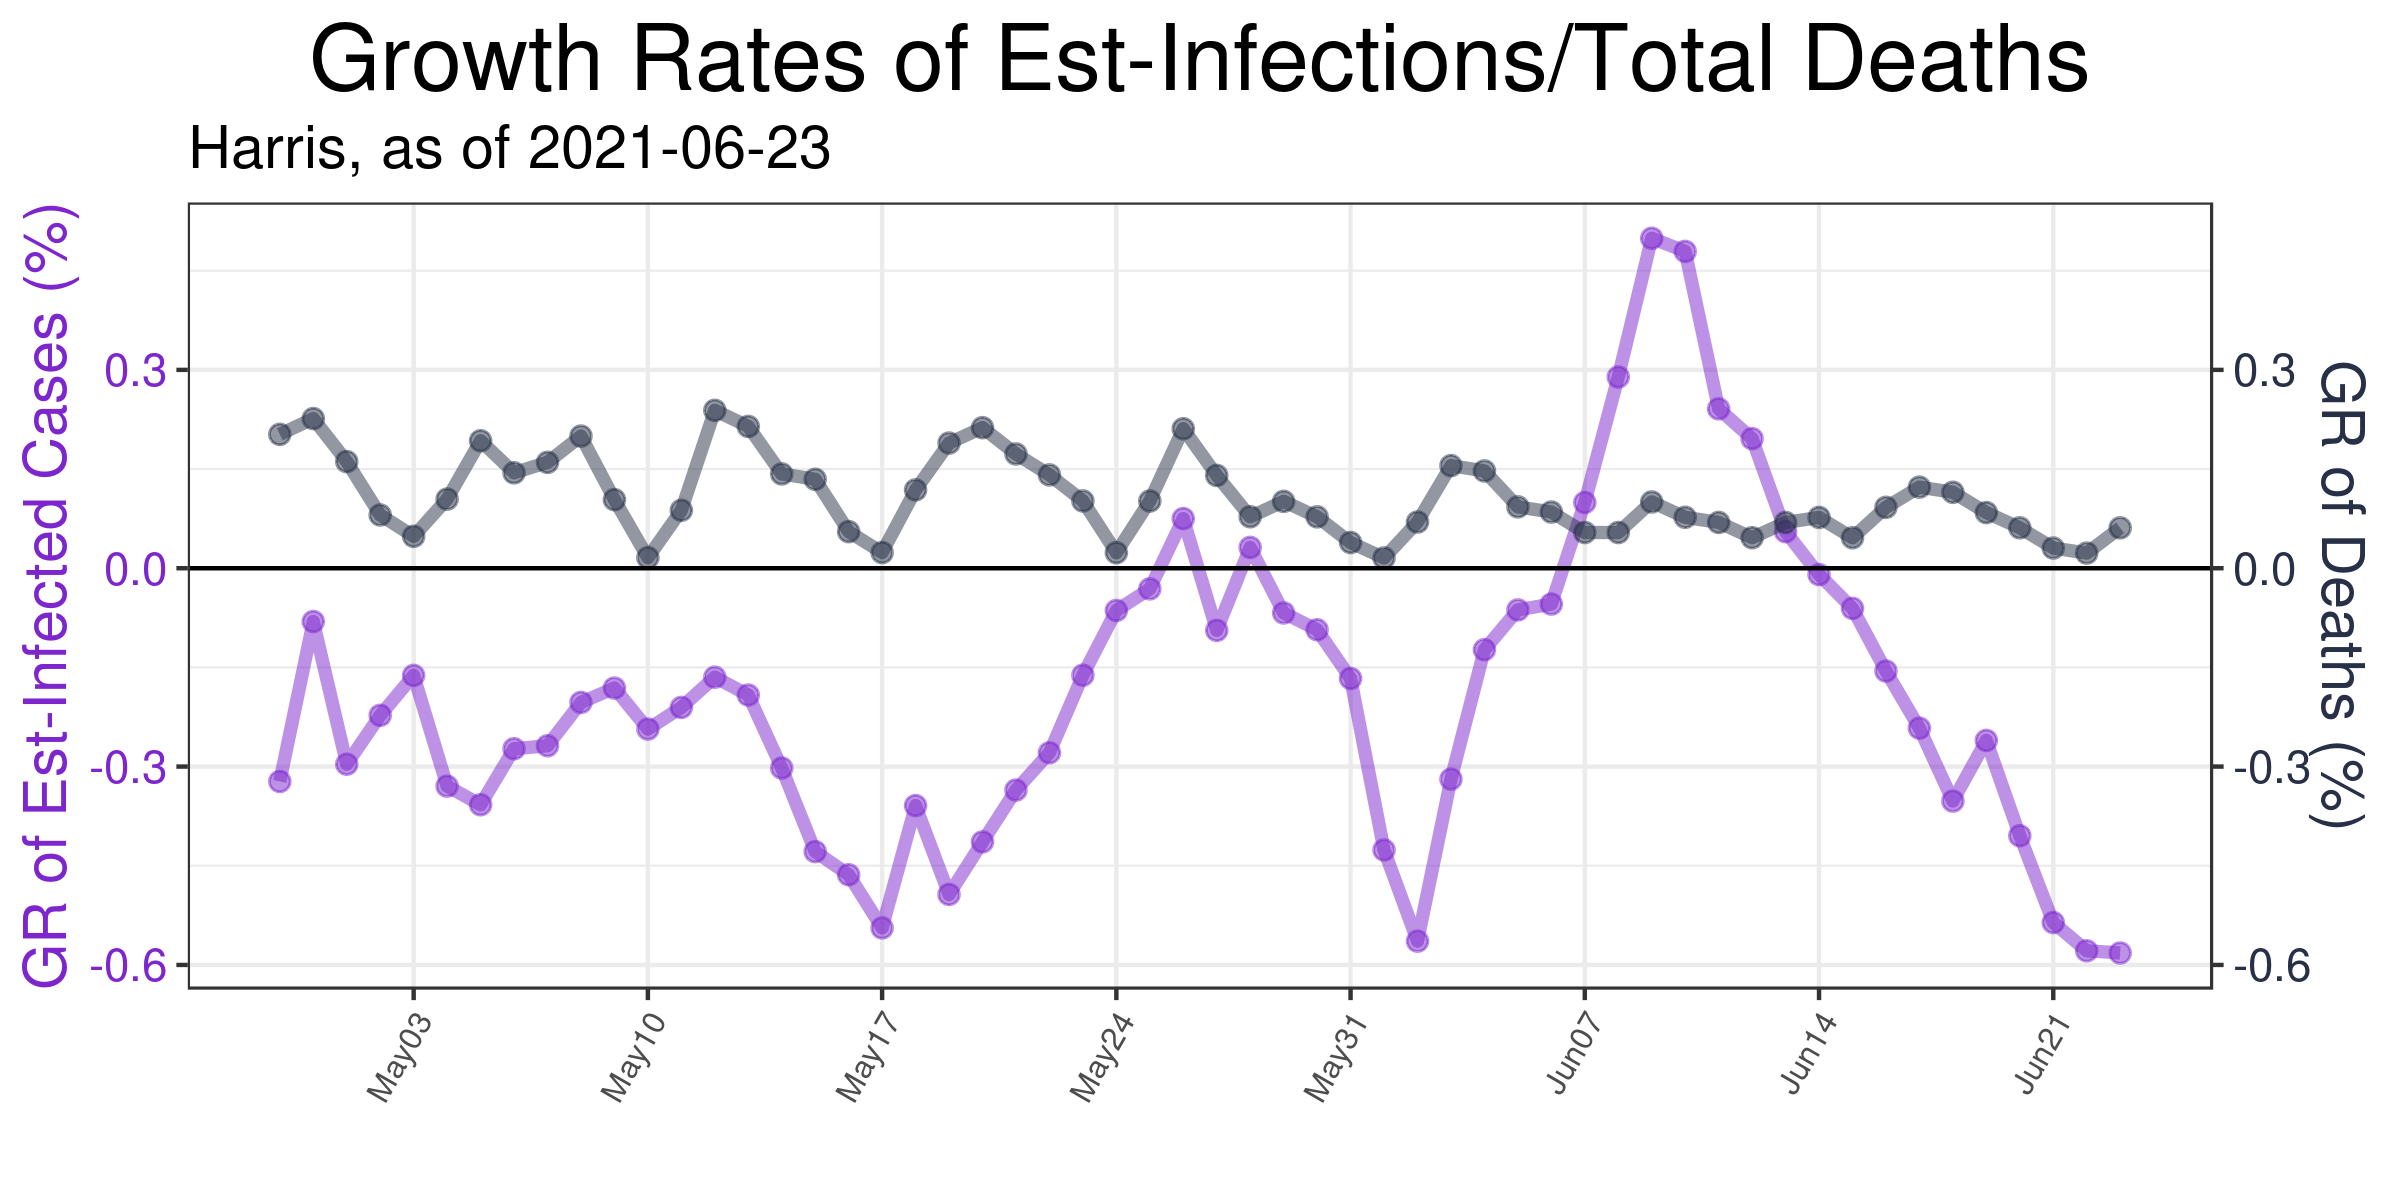 Growth Rates of Est-Infections/Total Deaths
Harris, as of 2021-06-23
GR of Est-Infected Cases (%)
0.3
0.0
-0.3
-0.6
0.3
0.0
-0.3
-0.6
GR of Deaths (%)
May03
May10
May17
May24
May31
Jun07
Jun14
Jun21